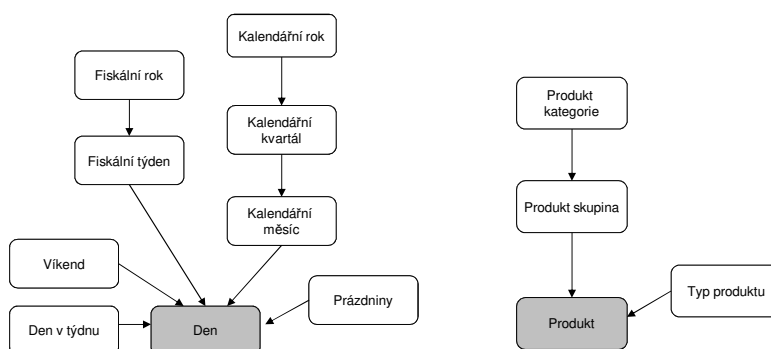 Kalendářní rok
Fiskální rok
Produkt
kategorie
Kalendářní
kvartál
Fiskální týden
Produkt skupina
Kalendářní
měsíc
Víkend
Prázdniny
Typ produktu
Den v týdnu
Den
Produkt